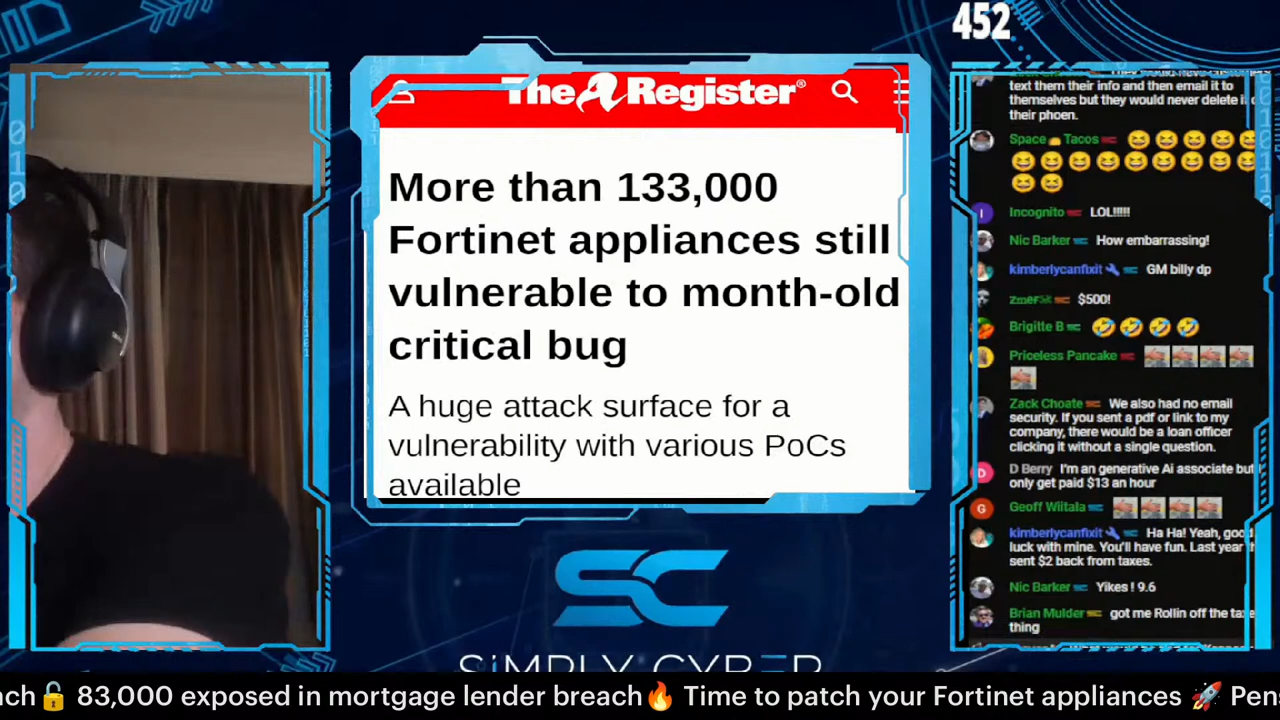 452
The Register®
More than 133,000
Fortinet appliances still
vulnerable to month-old
critical bug
A huge attack surface for a
vulnerability with various PoCs
available
SC
SIMPLY CYBER
text them their info and then email it to
themselves but they would never delete
their phoen.
Space Tacos
Incognito LOL!!!!!
Nic Barker How embarrassing!
kimberlycanfixit GM billy dp
zmer $500!
Brigitte B
Priceless Pancake
Zack Choate We also had no email
security. If you sent a pdf or link to my
company, there would be a loan officer
clicking it without a single question.
D Berry I'm an generative Ai associate but
only get paid $13 an hour
Geoff Wiitala
kimberlycanfixit Ha Ha! Yeah, good
luck with mine. You'll have fun. Last year
sent $2 back from taxes.
Nic Barker Yikes ! 9.6
Brian Mulder got me Rollin off the taxe
thing
ach🔓 83,000 exposed in mortgage lender breach🔥 Time to patch your Fortinet appliances 🚀 Pen